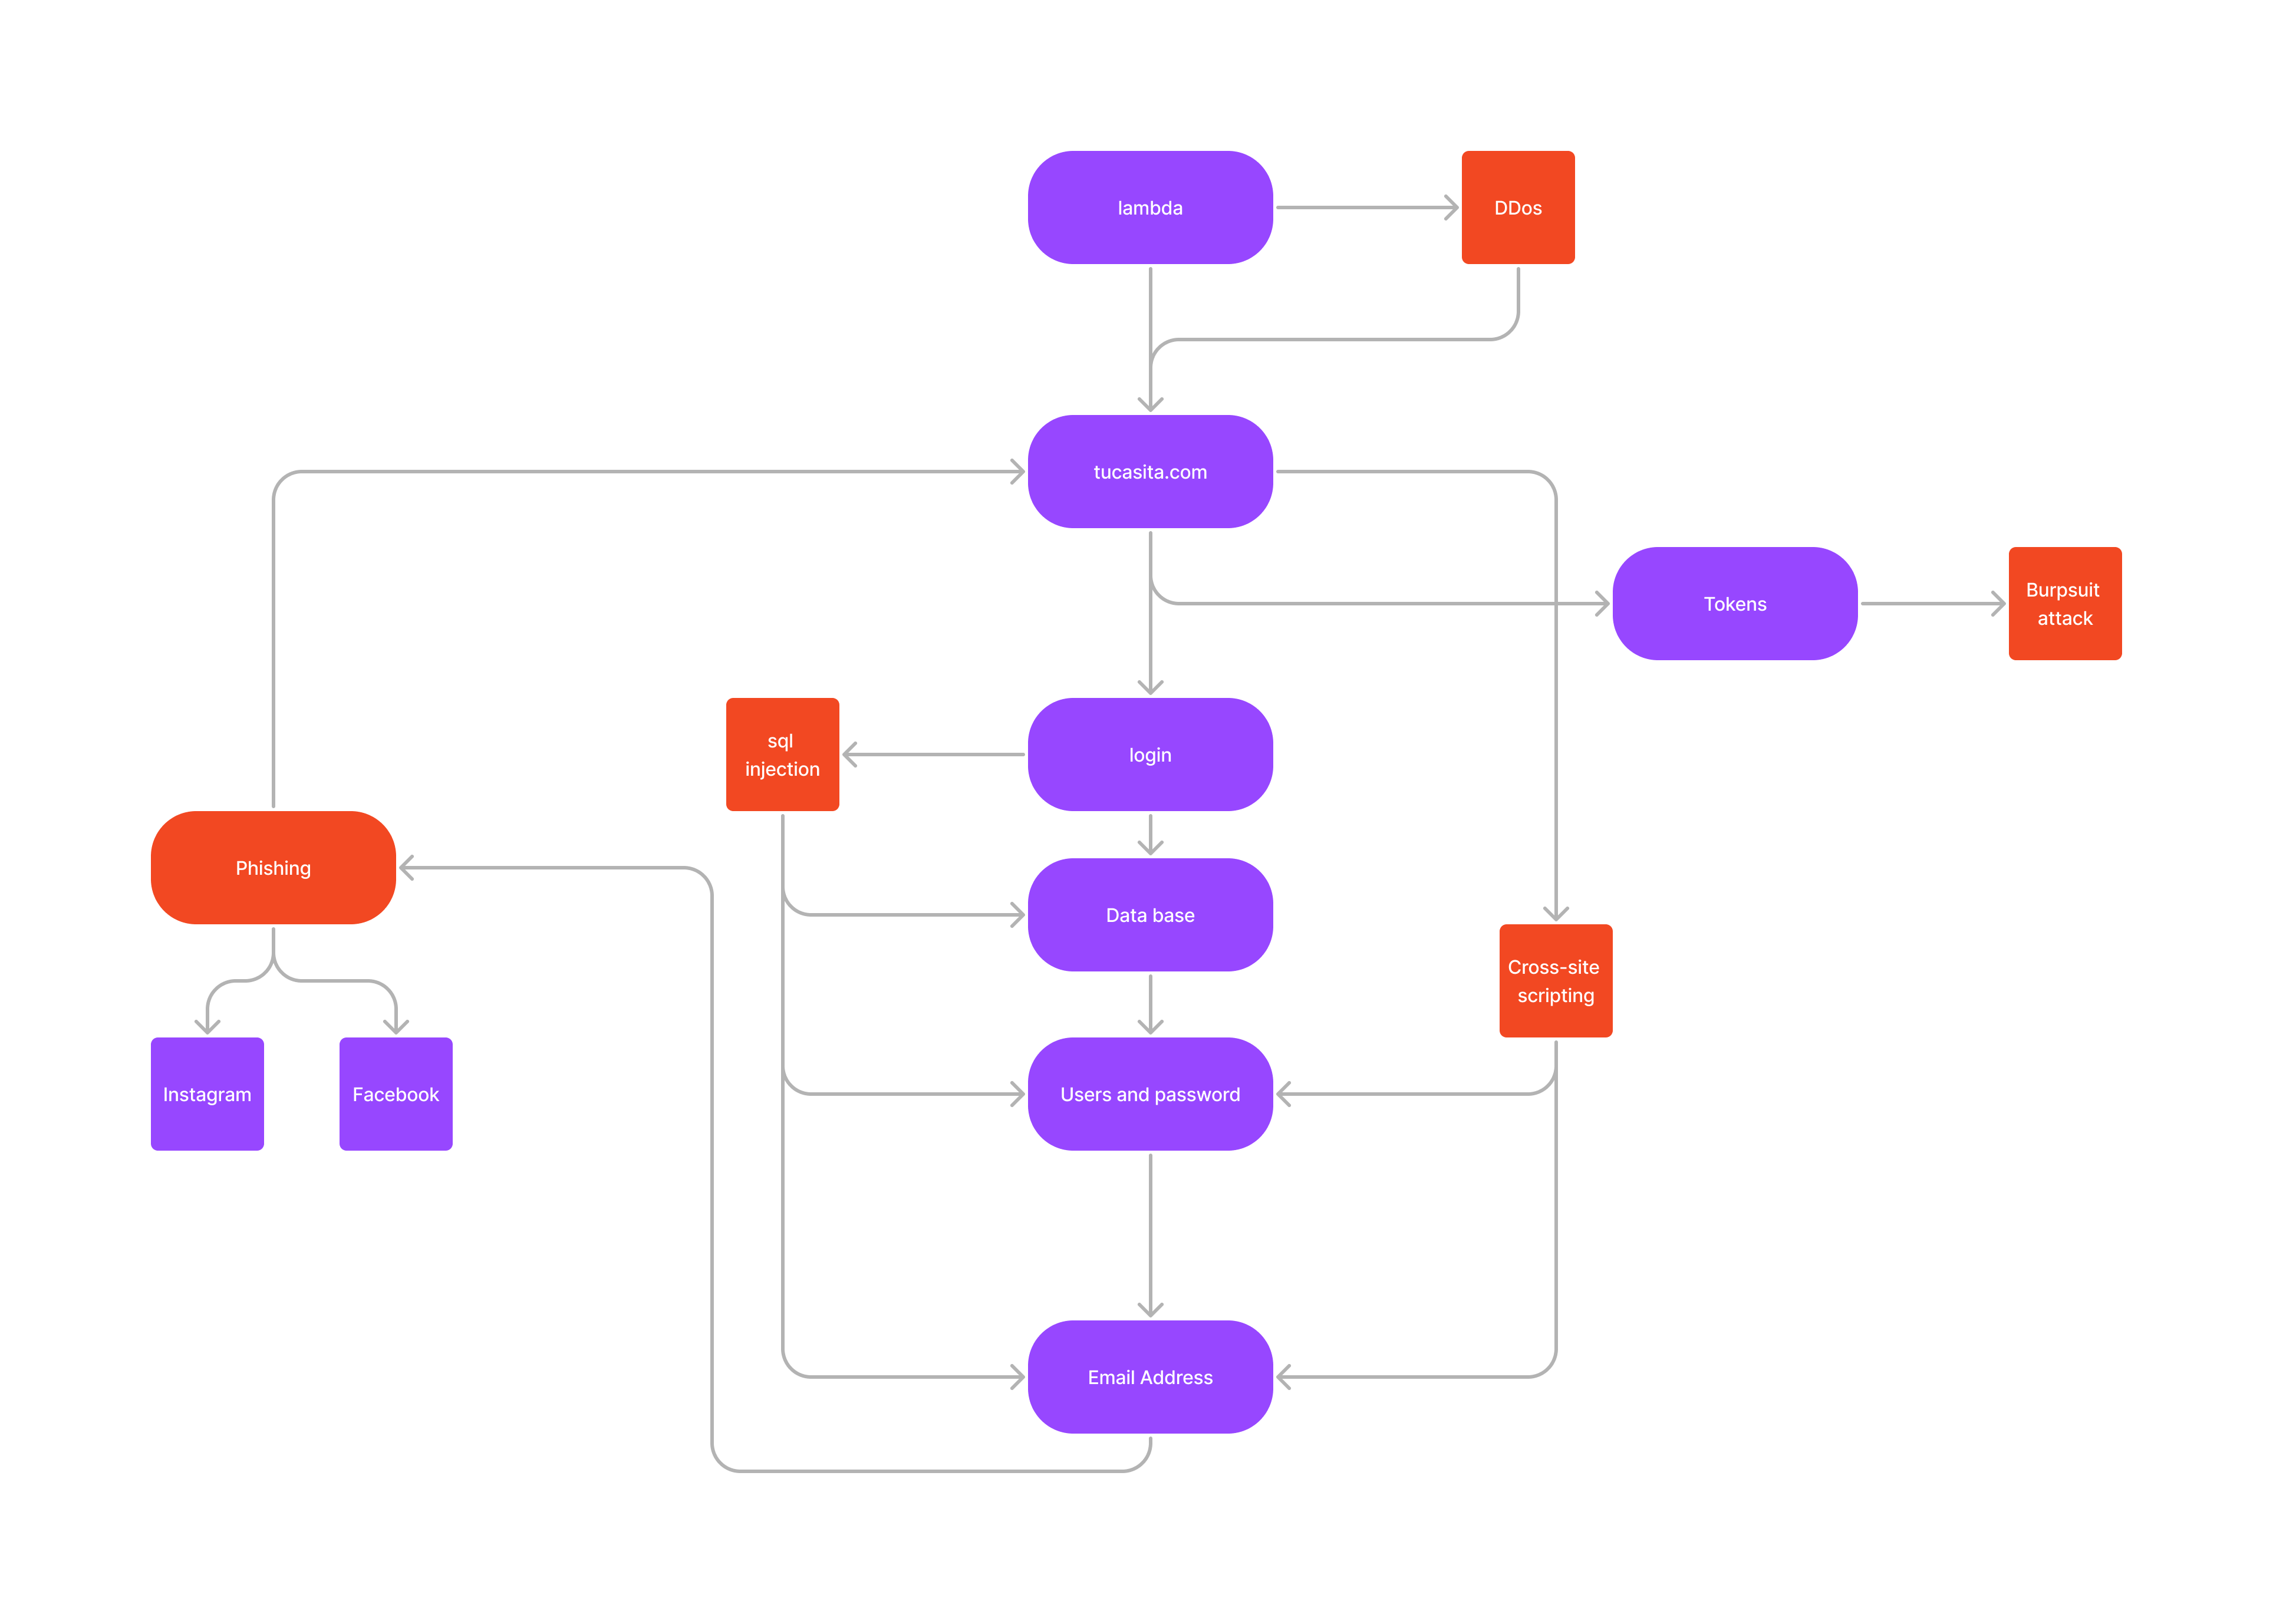 lambda
DDos
tucasita.com
Tokens
Burpsuit
attack
sql
injection
login
Phishing
Data base
Cross-site
scripting
Instagram
Facebook
Users and password
Email Address